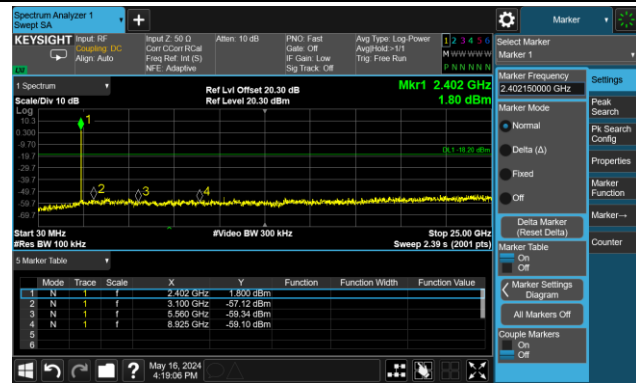 Spectrum Analyzer 1
Swept SA
Marker
KEYSIGHT
Input: RF
Coupling: DC
Align: Auto
Input Z: 50 Ω
Corr CCorr RCal
Freq Ref: Int (S)
NFE: Adaptive
Atten: 10 dB
PNO: Fast
Gate: Off
IF Gain: Low
Sig Track: Off
Avg Type: Log-Power
Avg|Hold:>1/1
Trig: Free Run
1 2 3 4 5 6
M W W W W W
P N N N N N
LXI
Select Marker
Marker 1
1 Spectrum
Scale/Div 10 dB
Ref Lvl Offset 20.30 dB
Ref Level 20.30 dBm
Mkr1 2.402 GHz
1.80 dBm
Log
10.3
0.300
-9.70
-19.7
-29.7
-39.7
-49.7
-59.7
-69.7
1
2
3
4
DL1 -18.20 dBm
Start 30 MHz
#Res BW 100 kHz
#Video BW 300 kHz
Stop 25.00 GHz
Sweep 2.39 s (2001 pts)
5 Marker Table
Mode Trace Scale X Y Function Function Width Function Value
1 N 1 f 2.402 GHz 1.800 dBm
2 N 1 f 3.100 GHz -57.12 dBm
3 N 1 f 5.560 GHz -59.34 dBm
4 N 1 f 8.925 GHz -59.10 dBm
5
6
Marker Frequency
2.402150000 GHz
Marker Mode
Normal
Delta (Δ)
Fixed
Off
Delta Marker
(Reset Delta)
Marker Table
On
Off
Marker Settings
Diagram
All Markers Off
Couple Markers
On
Off
Settings
Peak
Search
Pk Search
Config
Properties
Marker
Function
Marker→
Counter
?
May 16, 2024
4:19:06 PM